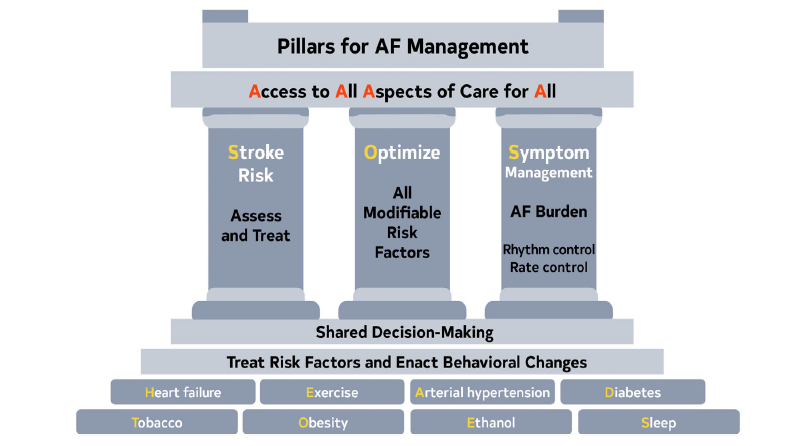 Pillars for AF Management
Access to All Aspects of Care for All
Stroke
Risk
Assess
and Treat
Optimize
All
Modifiable
Risk
Factors
Symptom
Management
AF Burden
Rhythm control
Rate control
Shared Decision-Making
Treat Risk Factors and Enact Behavioral Changes
Heart failure
Exercise
Arterial hypertension
Diabetes
Tobacco
Obesity
Ethanol
Sleep